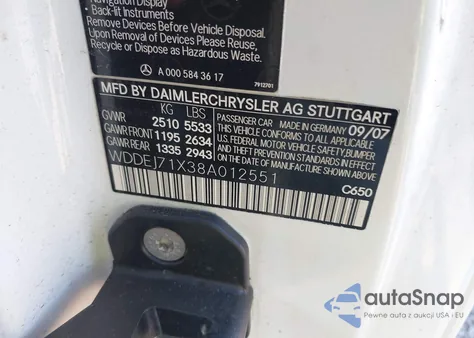 Navigation Display
• Back-lit Instruments
Remove Devices Before Vehicle Disposal.
Upon Removal of Devices Please Reuse,
Recycle or Dispose as Hazardous Waste.
A 000 584 36 17
7912701
MFD BY DAIMLERCHRYSLER AG STUTTGART
KG LBS
GVWR 2510 5533
GAWR FRONT 1195 2634
GAWR REAR 1335 2943
PASSENGER CAR
MADE IN GERMANY 09/07
THIS VEHICLE CONFORMS TO ALL APPLICABLE
U.S. FEDERAL MOTOR VEHICLE SAFETY,BUMPER
AND THEFT PREVENTION STANDARDS IN EFFECT
ON THE DATE OF MANUFACTURE SHOWN ABOVE.
WDDEJ71X38A012551
C650
autoSnap
Pewne auta z aukcji USA i EU